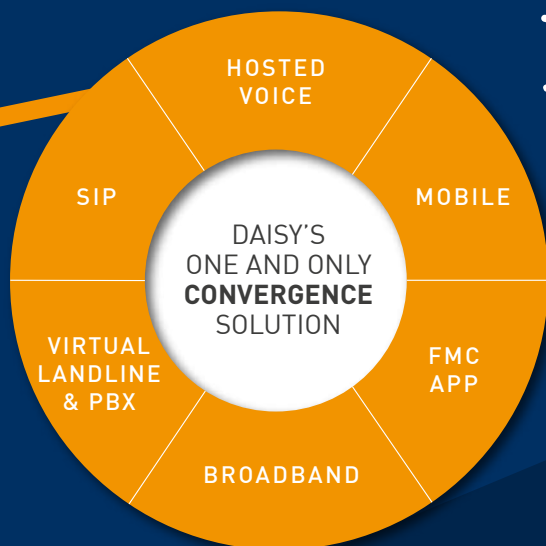 HOSTED
VOICE
SIP
MOBILE
DAISY'S
ONE AND ONLY
CONVERGENCE
SOLUTION
VIRTUAL
LANDLINE
& PBX
FMC
APP
BROADBAND